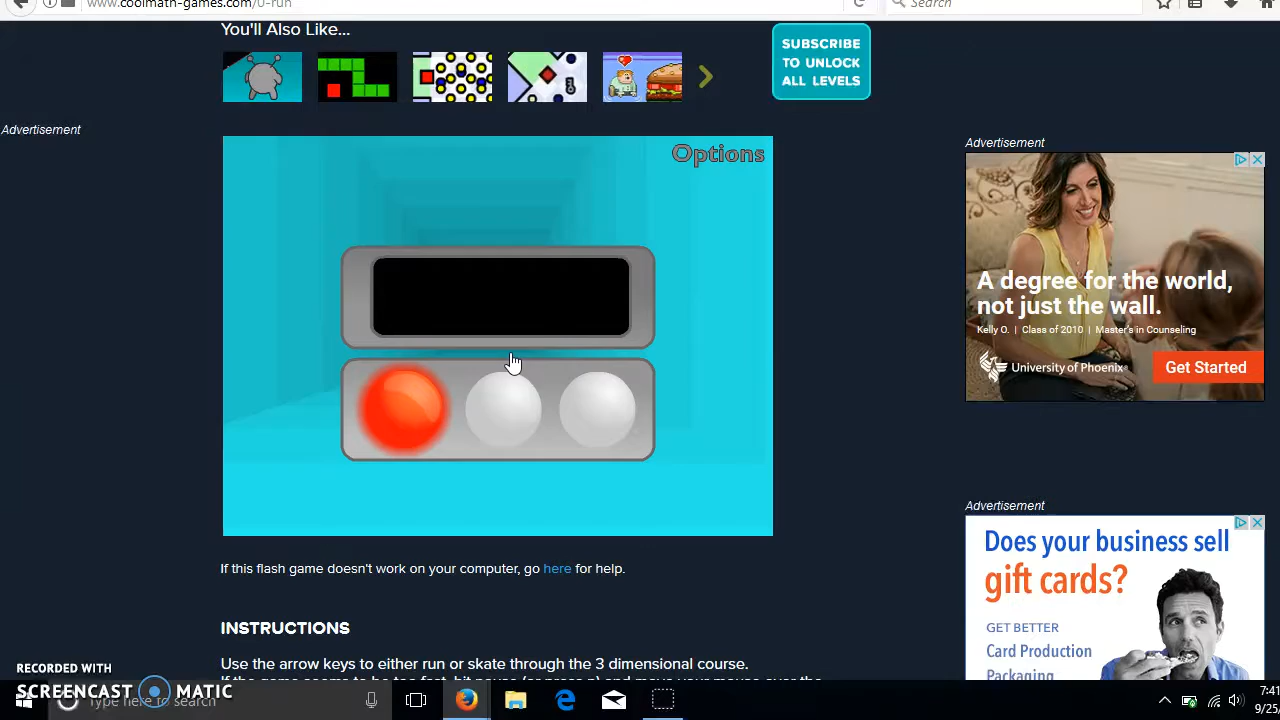 www.coolmath-games.com/0-run
Search
You'll Also Like...
SUBSCRIBE
TO UNLOCK
ALL LEVELS
Advertisement
Advertisement
Options
A degree for the world,
not just the wall.
Kelly O. | Class of 2010 | Master's in Counseling
University of Phoenix
Get Started
Advertisement
Does your business sell
gift cards?
GET BETTER
Card Production
Packaging
If this flash game doesn't work on your computer, go here for help.
INSTRUCTIONS
Use the arrow keys to either run or skate through the 3 dimensional course.
RECORDED WITH
SCREENCAST MATIC
Type here to search
7:41
9/25/